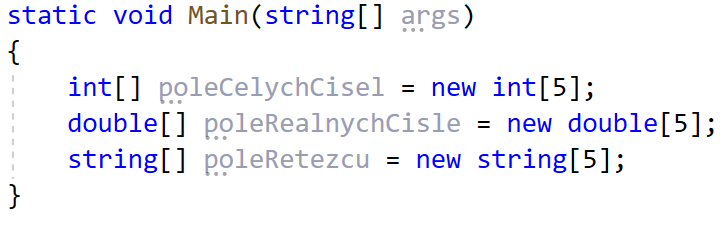 static void Main(string[] args)
{
int[] poleCelychCisel = new int[5];
double[] poleRealnychCisle = new double[5];
string[] poleRetezcu = new string[5];
}